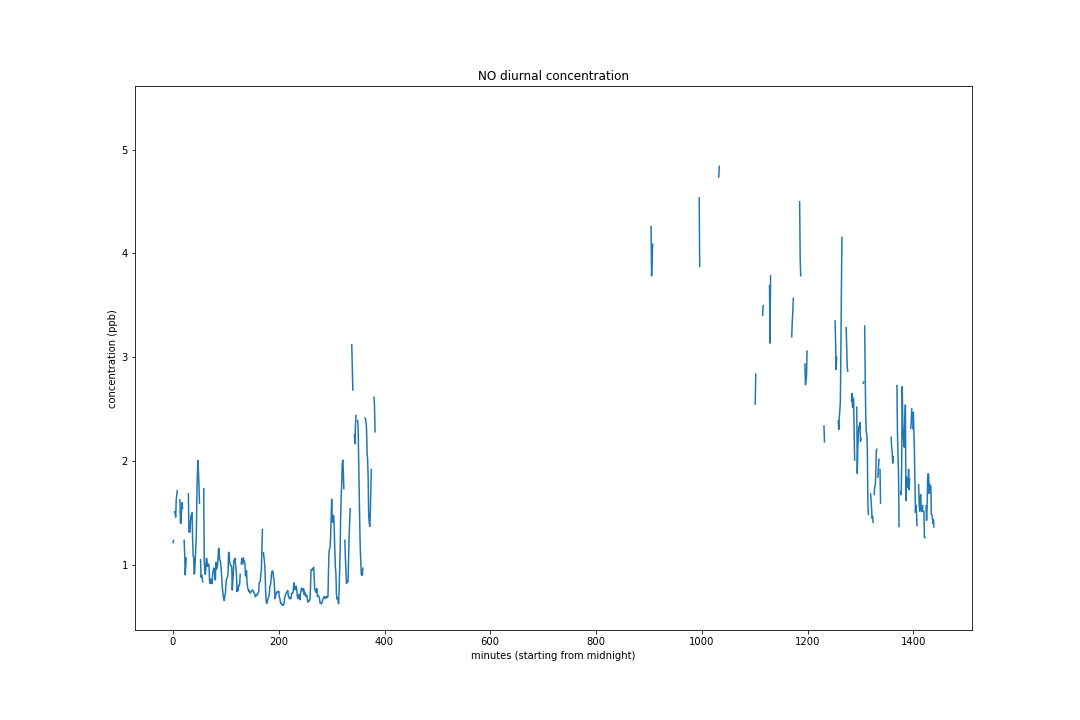 NO diurnal concentration
concentration (ppb)
5
4
3
2
1
0 200 400 600 800 1000 1200 1400
minutes (starting from midnight)